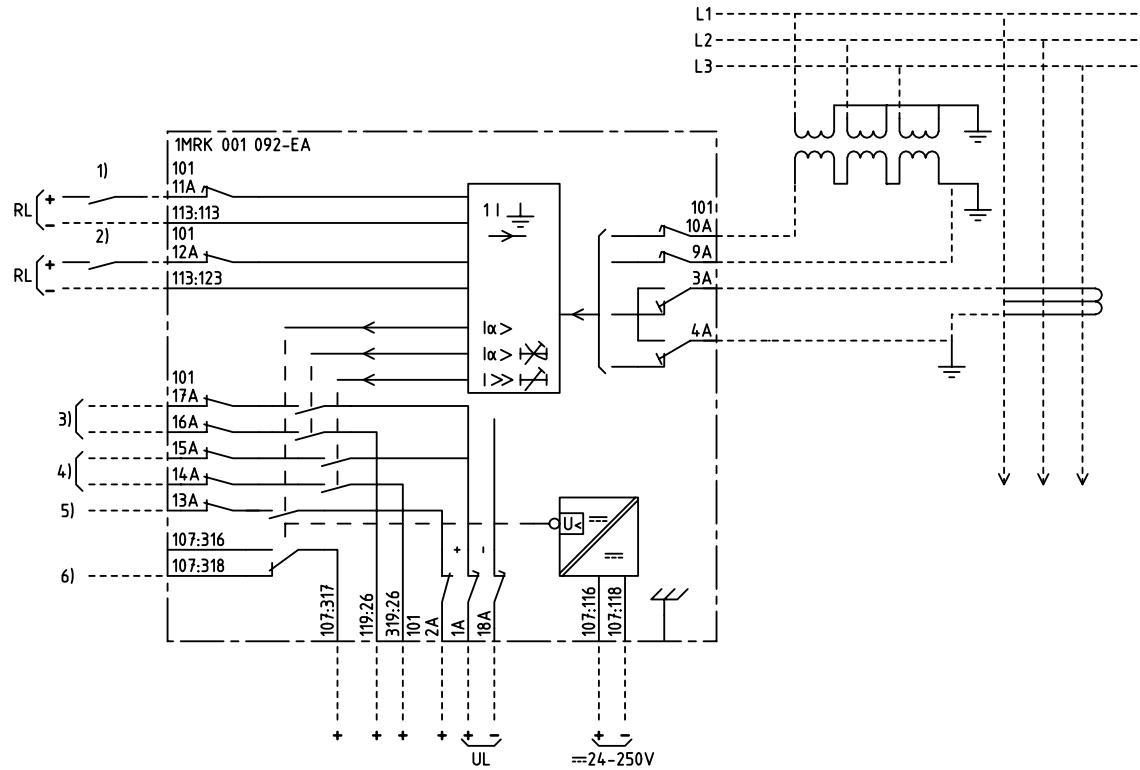 L1
L2
L3
1MRK 001 092-EA
1)
101
11A
RL + −
113:113
2)
101
12A
RL + −
113:123
1I
101
10A
9A
3A
4A
Iα>
Iα>
I>>
101
17A
3)
16A
15A
4)
14A
13A
5)
U<
107:316
+ -
107:318
6)
107:317
119:26
319:26
101
2A
1A
18A
107:116
107:118
+ + + + + − + −
UL
24-250V